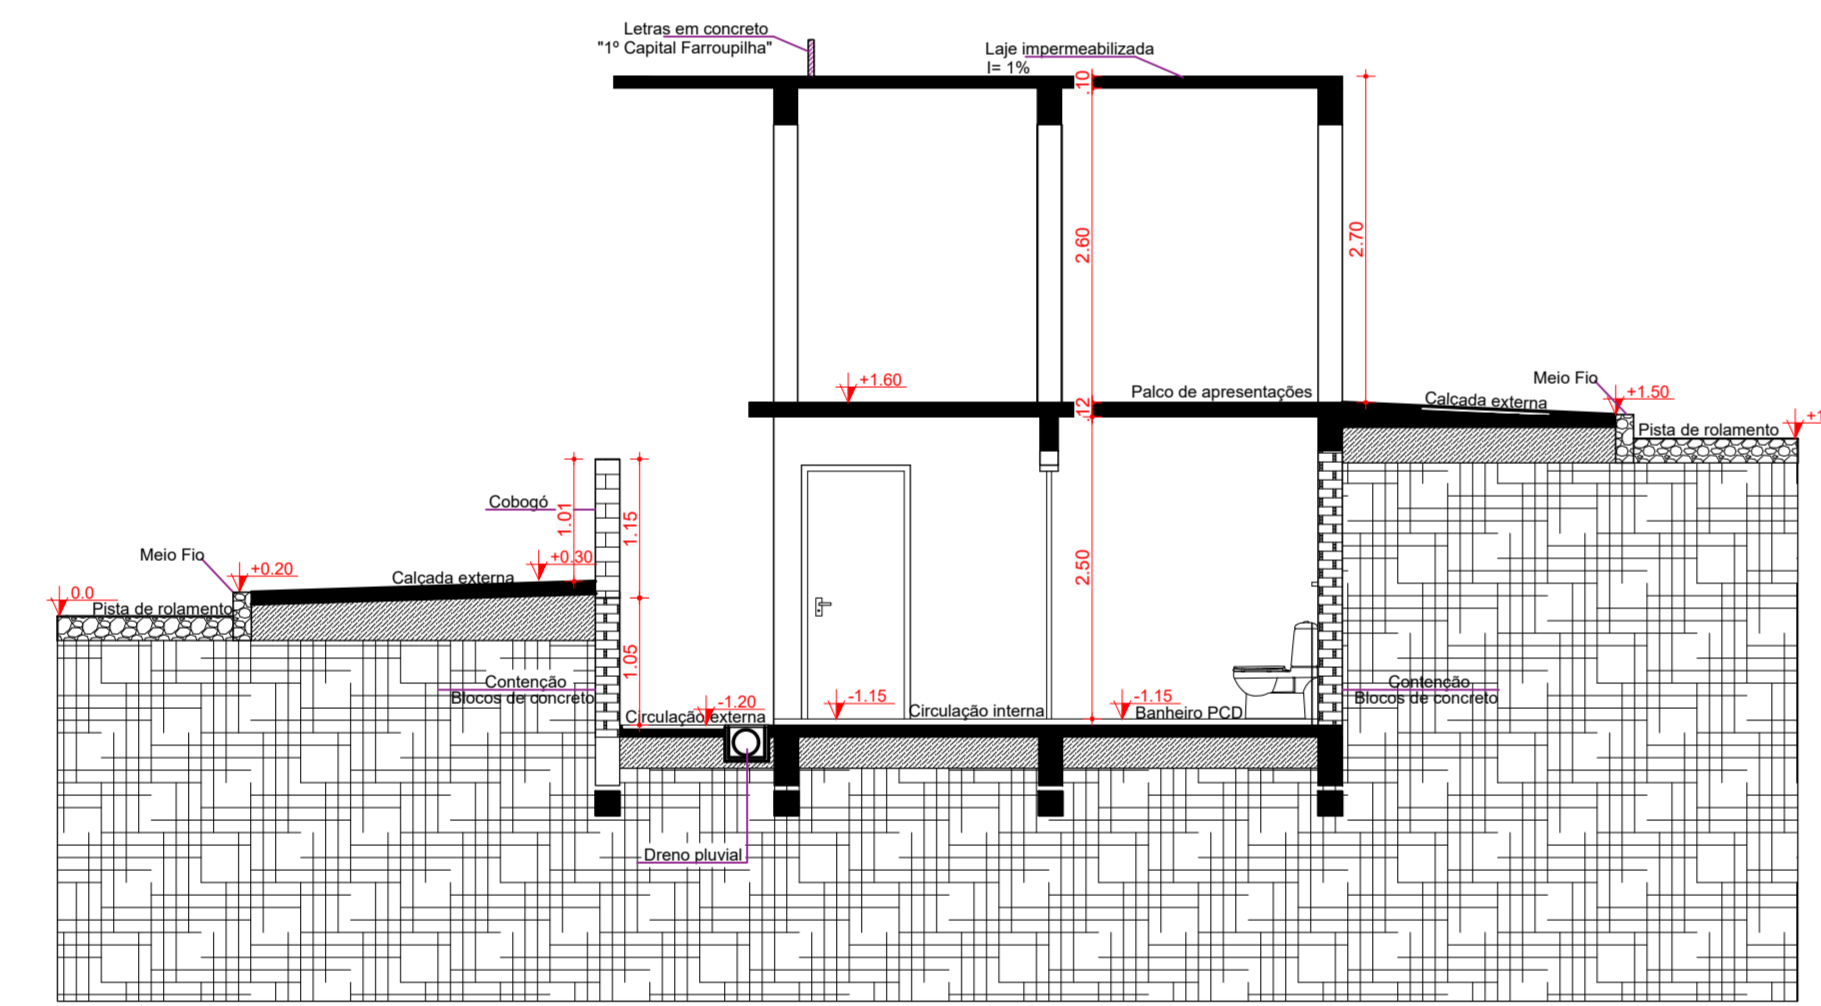 Letras em concreto
"1º Capital Farroupilha"
Laje impermeabilizada
I= 1%
.10
2.60
2.70
+1.60
Palco de apresentações
.12
Meio Fio
+1.50
Calçada externa
Pista de rolamento
Cobogó
1.01
1.15
2.50
Meio Fio
+0.20
+0.30
Calçada externa
0.0
Pista de rolamento
1.05
Contenção
Blocos de concreto
Contenção
Blocos de concreto
-1.20
Circulação externa
-1.15
Circulação interna
-1.15
Banheiro PCD
Dreno pluvial